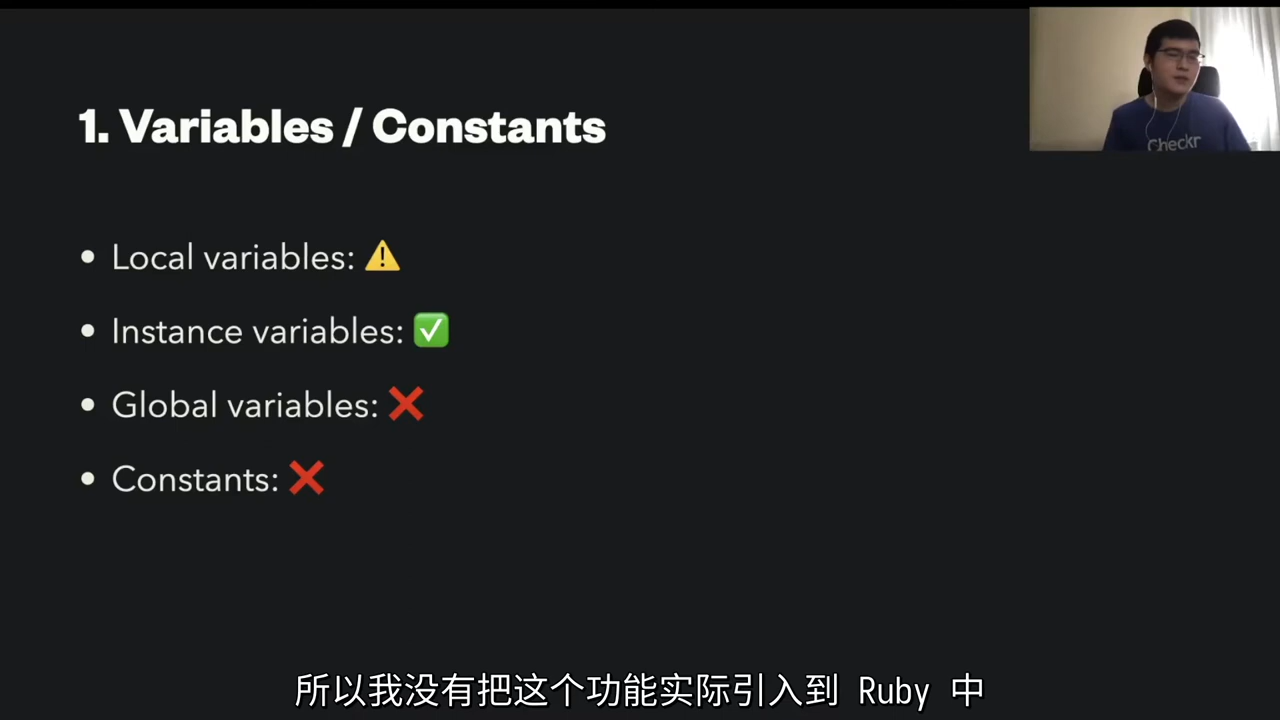 1. Variables / Constants
Checkr
• Local variables: ⚠️
• Instance variables: ✅
• Global variables: ❌
• Constants: ❌
所以我没有把这个功能实际引入到 Ruby 中